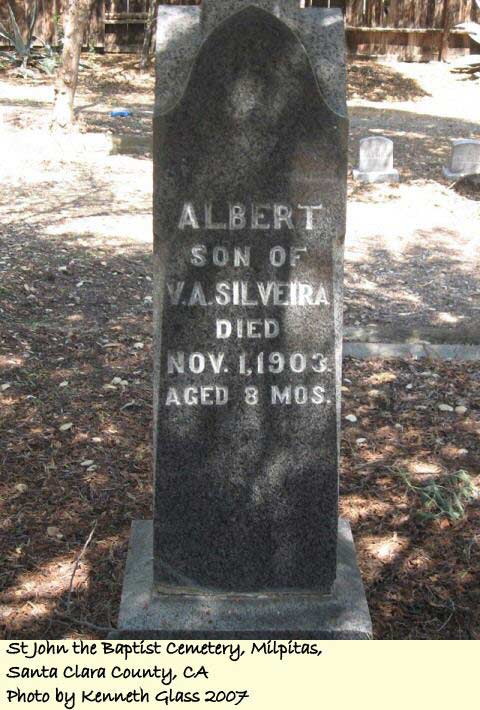 ALBERT
SON OF
V.A. SILVEIRA
DIED
NOV. 1, 1903.
AGED 8 MOS.
St John the Baptist Cemetery, Milpitas,
Santa Clara County, CA
Photo by Kenneth Glass 2007